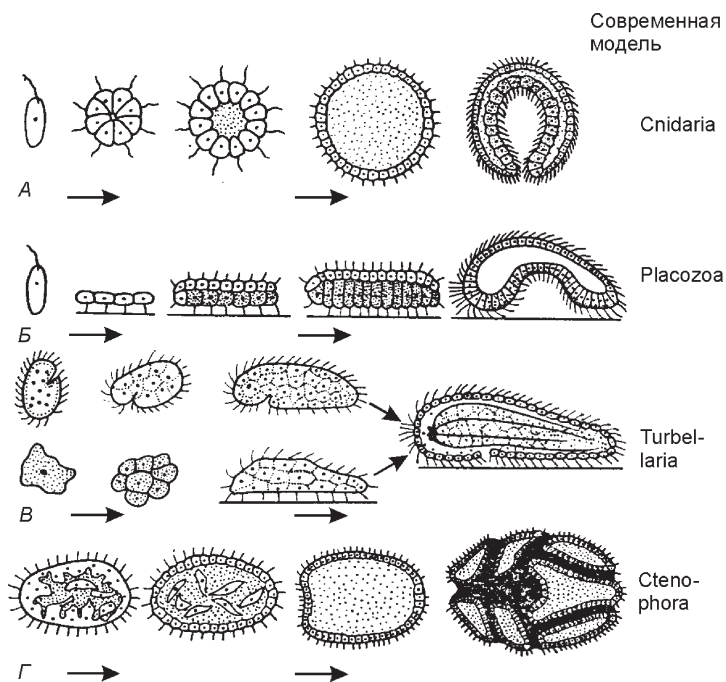 Современная
модель
Cnidaria
А
Placozoa
Б
Turbel-
laria
В
Cteno-
phora
Г